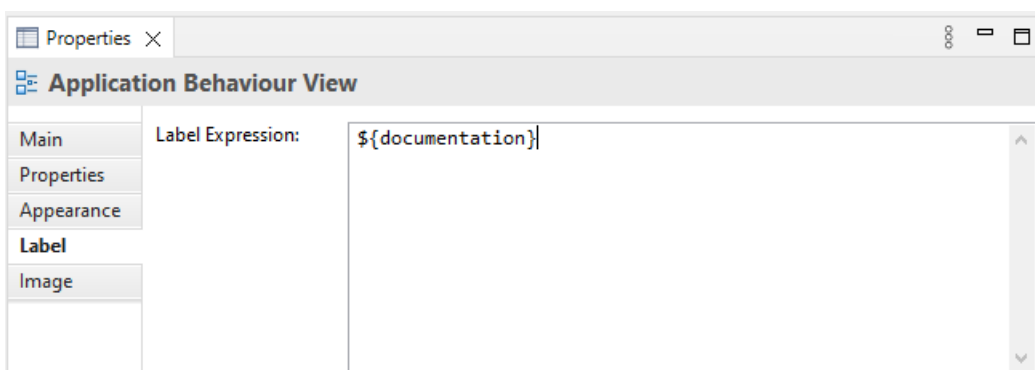 Properties
Application Behaviour View
Main
Label Expression:
${documentation}
Properties
Appearance
Label
Image